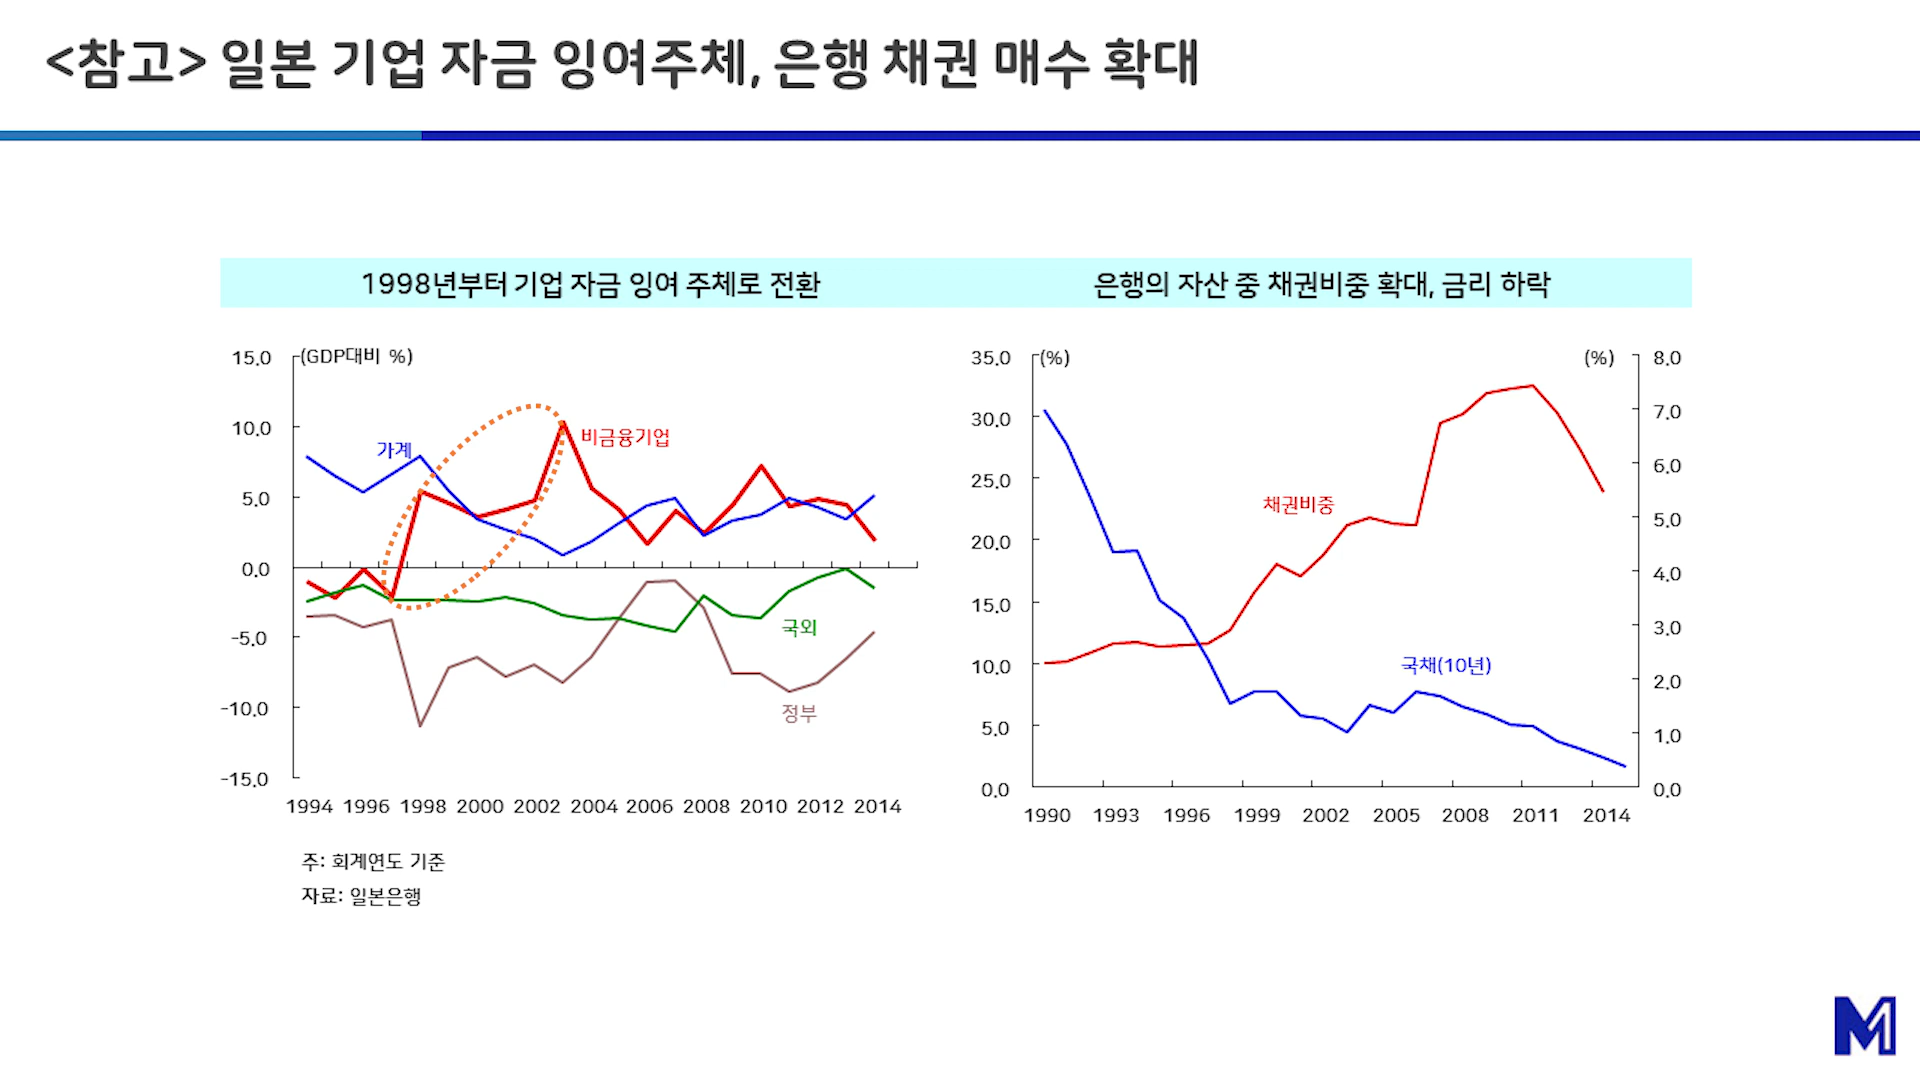 <참고> 일본 기업 자금 잉여주체, 은행 채권 매수 확대
1998년부터 기업 자금 잉여 주체로 전환
은행의 자산 중 채권비중 확대, 금리 하락
(GDP대비 %)
15.0
10.0
5.0
0.0
-5.0
-10.0
-15.0
가계
비금융기업
국외
정부
1994 1996 1998 2000 2002 2004 2006 2008 2010 2012 2014
주: 회계연도 기준
자료: 일본은행
(%)
(%)
35.0
30.0
25.0
20.0
15.0
10.0
5.0
0.0
채권비중
국채(10년)
8.0
7.0
6.0
5.0
4.0
3.0
2.0
1.0
0.0
1990 1993 1996 1999 2002 2005 2008 2011 2014
M